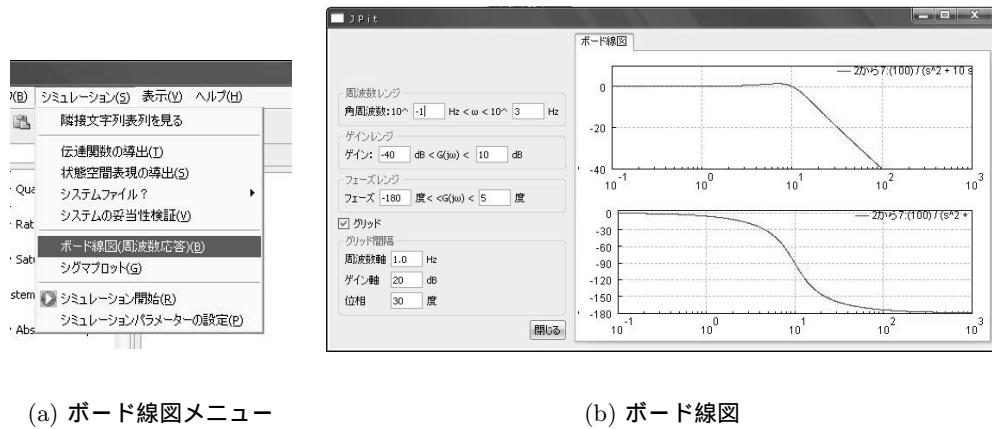 (B) シミュレーション(S) 表示(V) ヘルプ(H)
隣接文字列表列を見る
伝達関数の導出(T)
状態空間表現の導出(S)
システムファイル?
システムの妥当性検証(V)
ボード線図(周波数応答)(B)
シグマプロット(G)
シミュレーション開始(R)
シミュレーションパラメーターの設定(P)
Qua
Rat
Satu
stem
Abs
(a) ボード線図メニュー
JPit
周波数レンジ
角周波数:10^ -1 Hz < ω < 10^ 3 Hz
ゲインレンジ
ゲイン: -40 dB < G(jω) < 10 dB
フェーズレンジ
フェーズ -180 度< <G(jω) < 5 度
グリッド
グリッド間隔
周波数軸 1.0 Hz
ゲイン軸 20 dB
位相 30 度
閉じる
ボード線図
2から7:(100) / (s^2 + 10 s
0
-20
-40
10^-1 10^0 10^1 10^2 10^3
2から7:(100) / (s^2 +
0
-30
-60
-90
-120
-150
-180
10^-1 10^0 10^1 10^2 10^3
(b) ボード線図